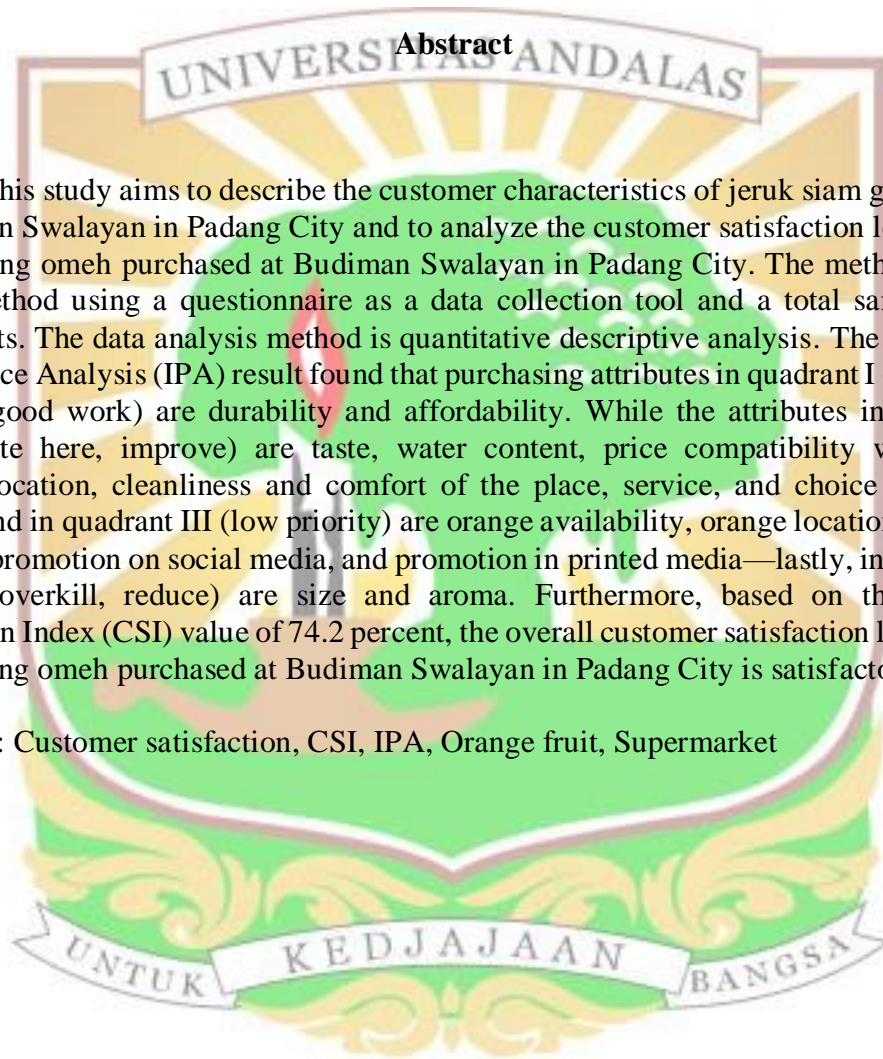 Abstract
UNIVERSITAS ANDALAS
his study aims to describe the customer characteristics of jeruk siam g
n Swalayan in Padang City and to analyze the customer satisfaction l
ng omeh purchased at Budiman Swalayan in Padang City. The meth
ethod using a questionnaire as a data collection tool and a total sa
ts. The data analysis method is quantitative descriptive analysis. The
ce Analysis (IPA) result found that purchasing attributes in quadrant I
good work) are durability and affordability. While the attributes in
te here, improve) are taste, water content, price compatibility w
ocation, cleanliness and comfort of the place, service, and choice
nd in quadrant III (low priority) are orange availability, orange location
promotion on social media, and promotion in printed media—lastly, in
overkill, reduce) are size and aroma. Furthermore, based on th
n Index (CSI) value of 74.2 percent, the overall customer satisfaction l
ng omeh purchased at Budiman Swalayan in Padang City is satisfacto
: Customer satisfaction, CSI, IPA, Orange fruit, Supermarket
UNTUK KEDJAJAAN BANGSA